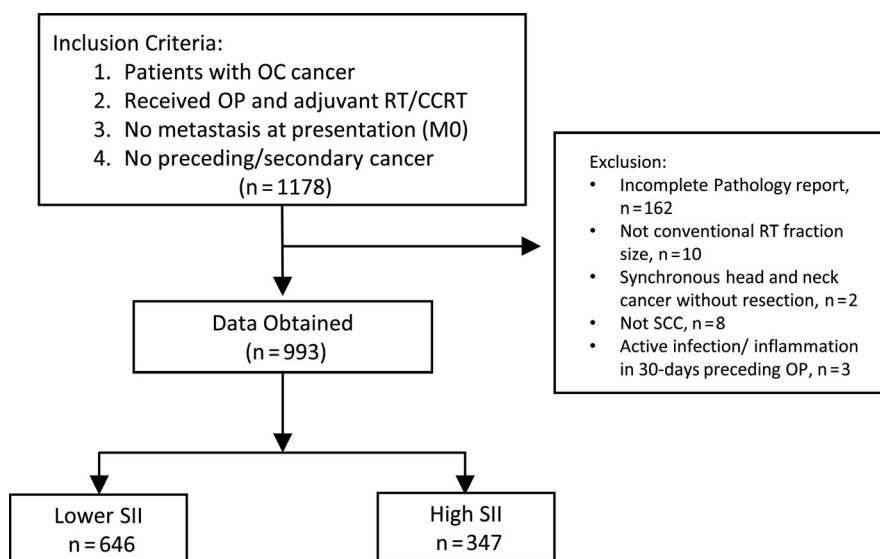 Inclusion Criteria:
1. Patients with OC cancer
2. Received OP and adjuvant RT/CCRT
3. No metastasis at presentation (M0)
4. No preceding/secondary cancer
(n=1178)
Exclusion:
• Incomplete Pathology report,
n=162
• Not conventional RT fraction
size, n=10
• Synchronous head and neck
cancer without resection, n=2
• Not SCC, n=8
• Active infection/ inflammation
in 30-days preceding OP, n=3
Data Obtained
(n=993)
Lower SII
n=646
High SII
n=347